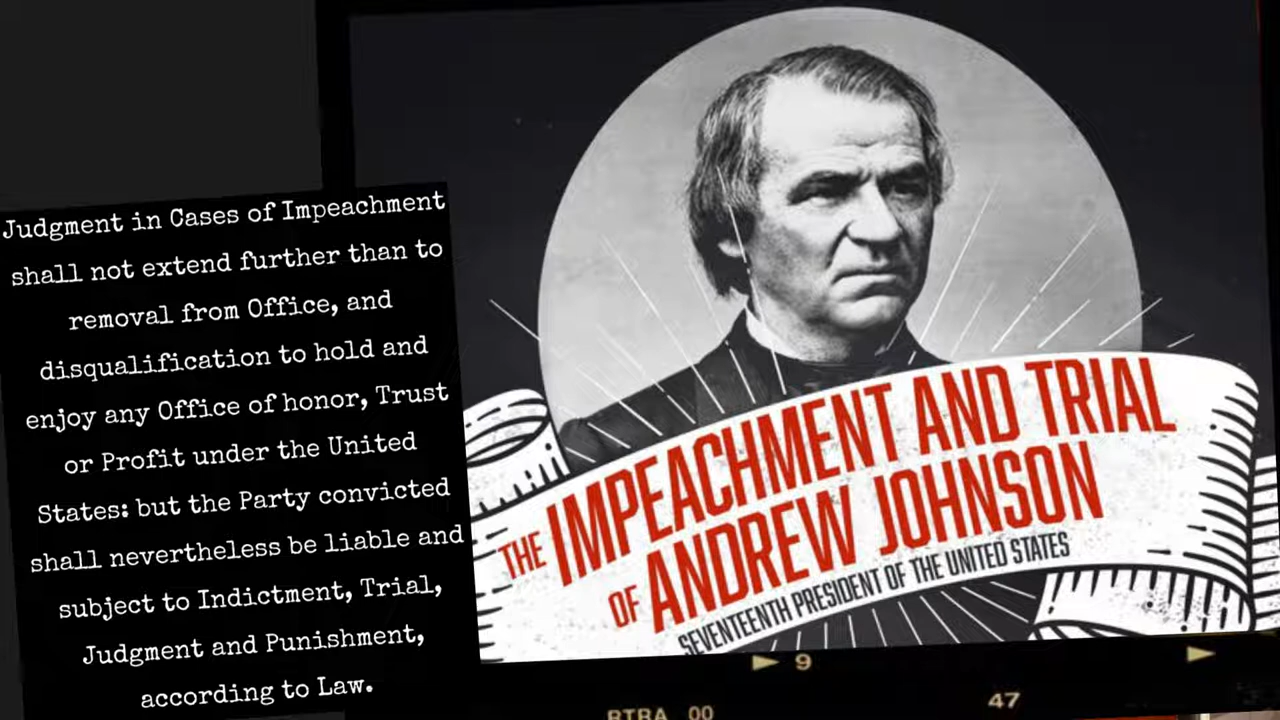 Judgment in Cases of Impeachment
shall not extend further than to
removal from Office, and
disqualification to hold and
enjoy any Office of honor, Trust
or Profit under the United
States: but the Party convicted
shall nevertheless be liable and
subject to Indictment, Trial,
Judgment and Punishment,
according to Law.
THE IMPEACHMENT AND TRIAL
OF ANDREW JOHNSON
SEVENTEENTH PRESIDENT OF THE UNITED STATES
9
00
47